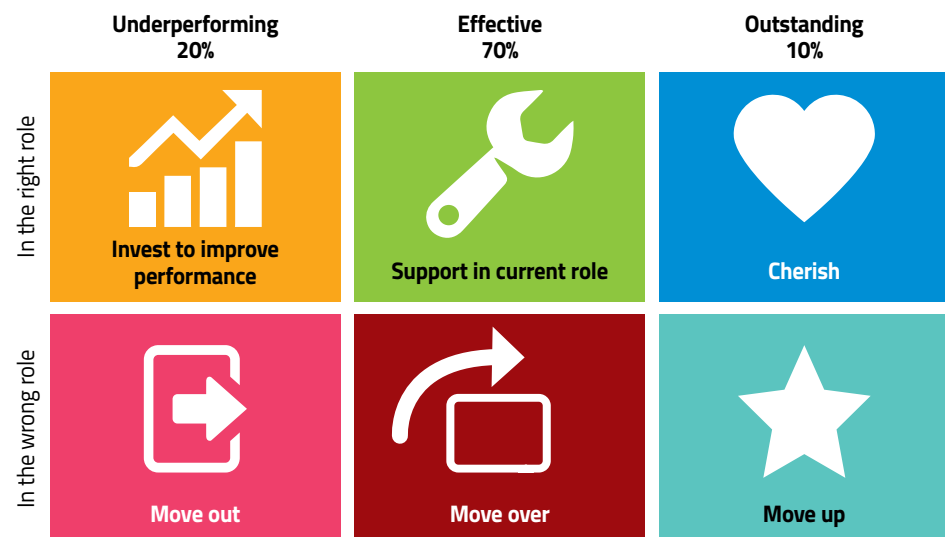 Underperforming
20%
Effective
70%
Outstanding
10%
In the right role
Invest to improve
performance
Support in current role
Cherish
In the wrong role
Move out
Move over
Move up